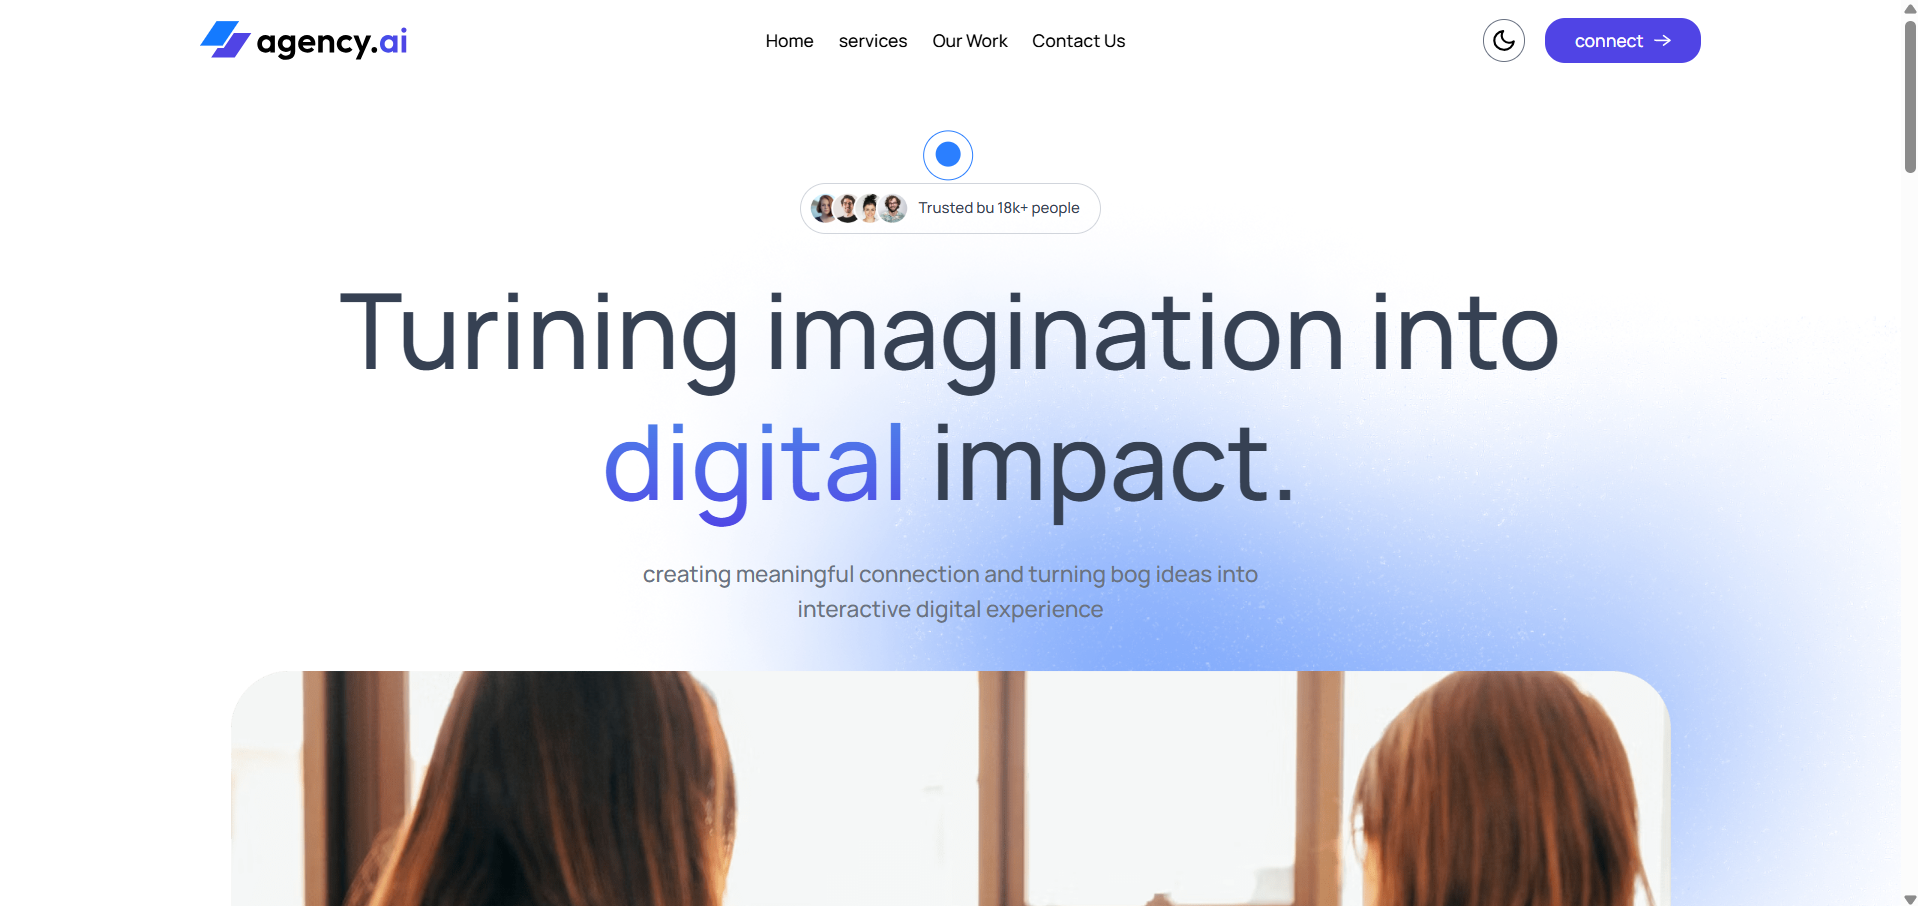 agency.ai
Home services Our Work Contact Us
connect
Trusted bu 18k+ people
Turining imagination into
digital impact.
creating meaningful connection and turning bog ideas into
interactive digital experience